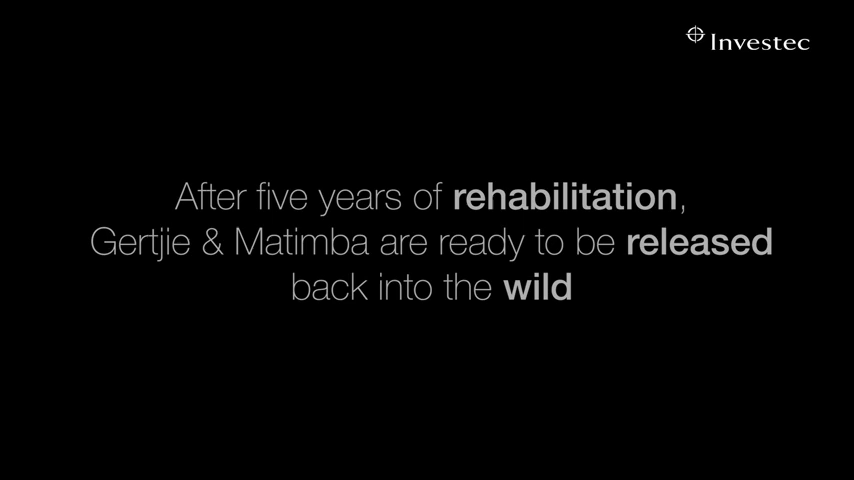 Investec
After five years of rehabilitation,
Gertjie & Matimba are ready to be released
back into the wild